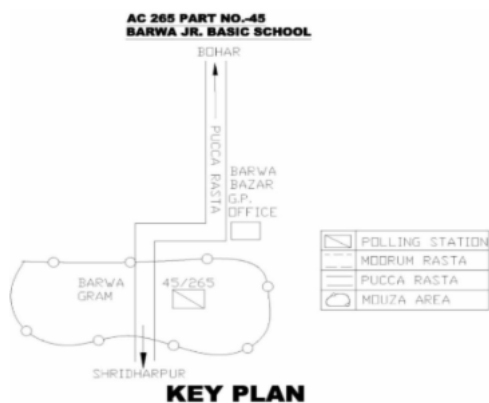 AC 265 PART NO.-45
BARWA JR. BASIC SCHOOL
BOHAR
PUCCA RASTA
BARWA
BAZAR
G.P.
OFFICE
BARWA
GRAM
45/265
SHRIDHARPUR
POLLING STATION
MOORUM RASTA
PUCCA RASTA
MOUZA AREA
KEY PLAN